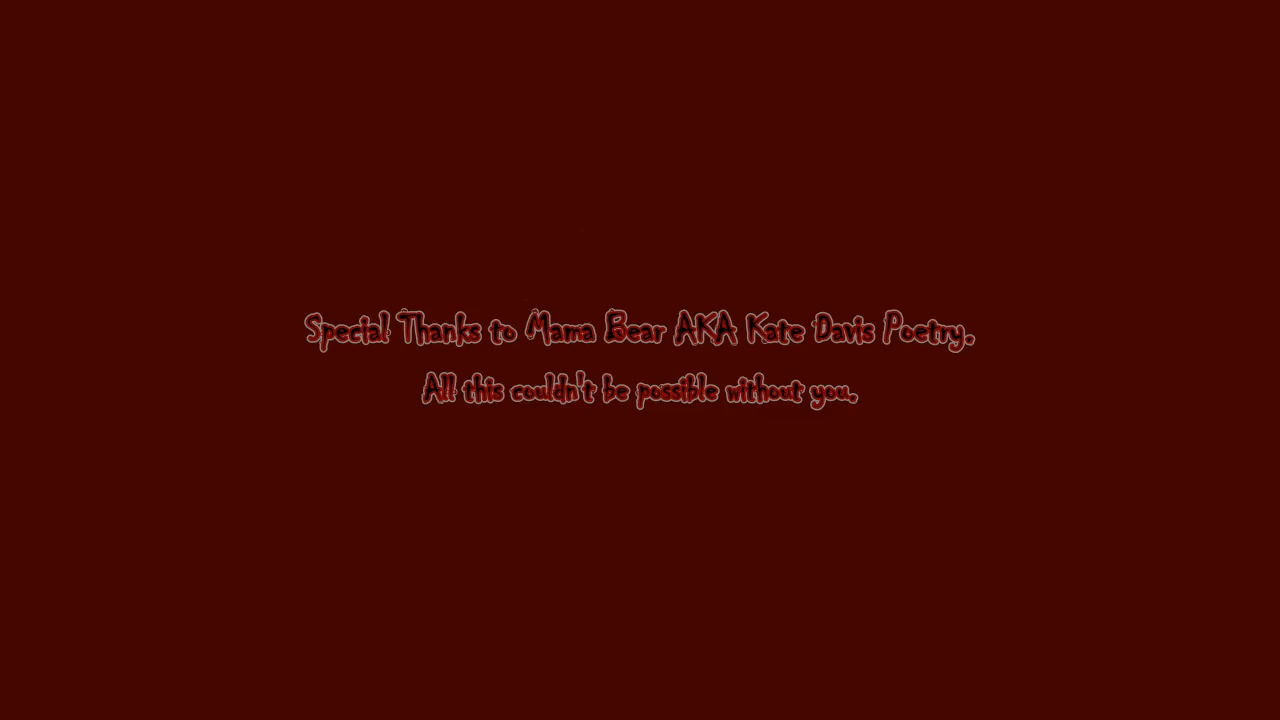 Special Thanks to Mama Bear AKA Kate Davis Poetry.
All this couldn't be possible without you.